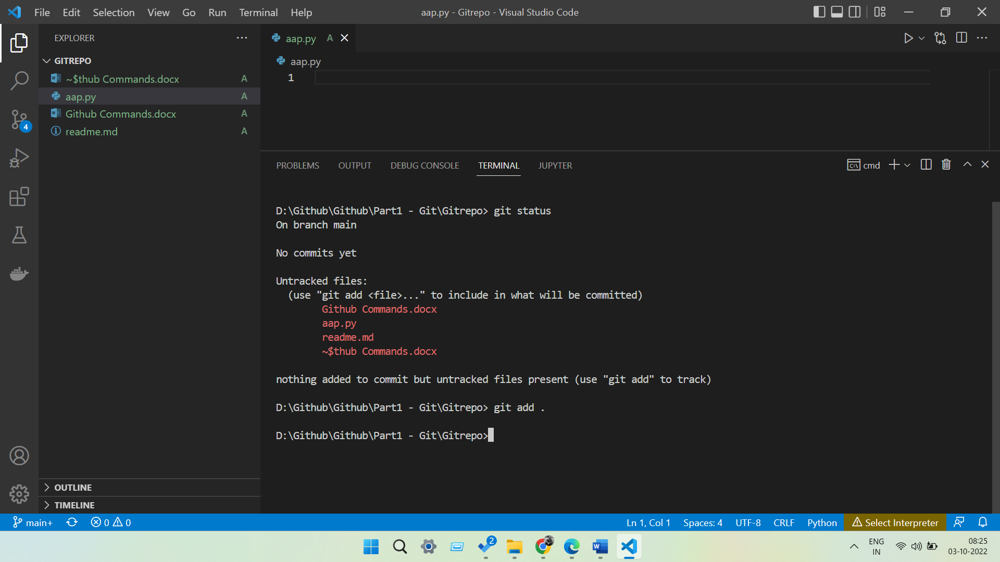 File Edit Selection View Go Run Terminal Help
aap.py - Gitrepo - Visual Studio Code
EXPLORER
GITREPO
~$thub Commands.docx A
aap.py A
Github Commands.docx A
readme.md A
4
OUTLINE
TIMELINE
aap.py A
aap.py
1
PROBLEMS OUTPUT DEBUG CONSOLE TERMINAL JUPYTER
cmd
D:\Github\Github\Part1 - Git\Gitrepo> git status
On branch main
No commits yet
Untracked files:
(use "git add <file>..." to include in what will be committed)
Github Commands.docx
aap.py
readme.md
~$thub Commands.docx
nothing added to commit but untracked files present (use "git add" to track)
D:\Github\Github\Part1 - Git\Gitrepo> git add .
D:\Github\Github\Part1 - Git\Gitrepo>
main+ 0 0
Ln 1, Col 1 Spaces: 4 UTF-8 CRLF Python Select Interpreter
2
ENG
IN
08:25
03-10-2022